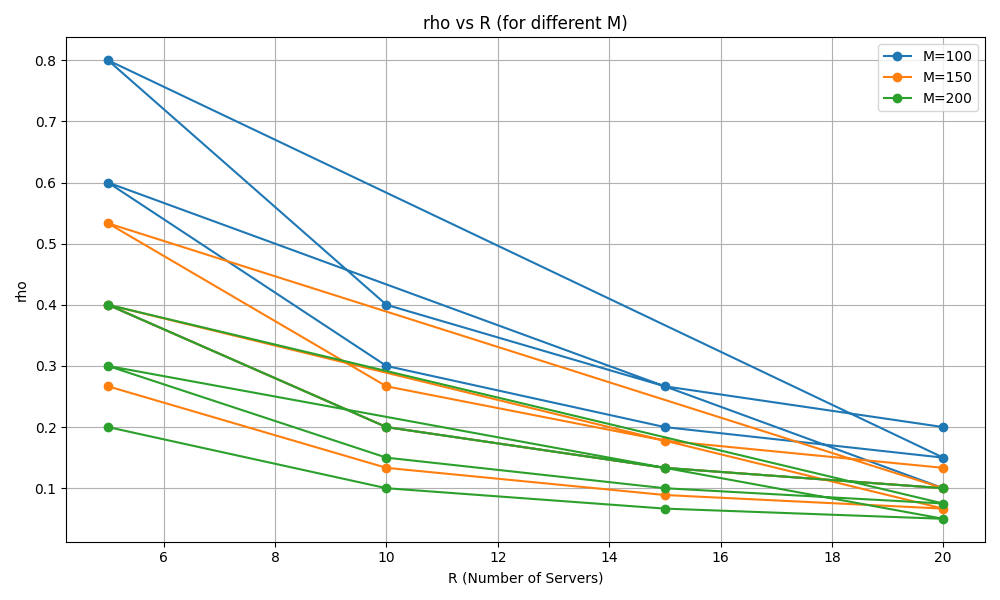 rho vs R (for different M)
M=100
M=150
M=200
0.8
0.7
0.6
0.5
0.4
0.3
0.2
0.1
rho
6 8 10 12 14 16 18 20
R (Number of Servers)